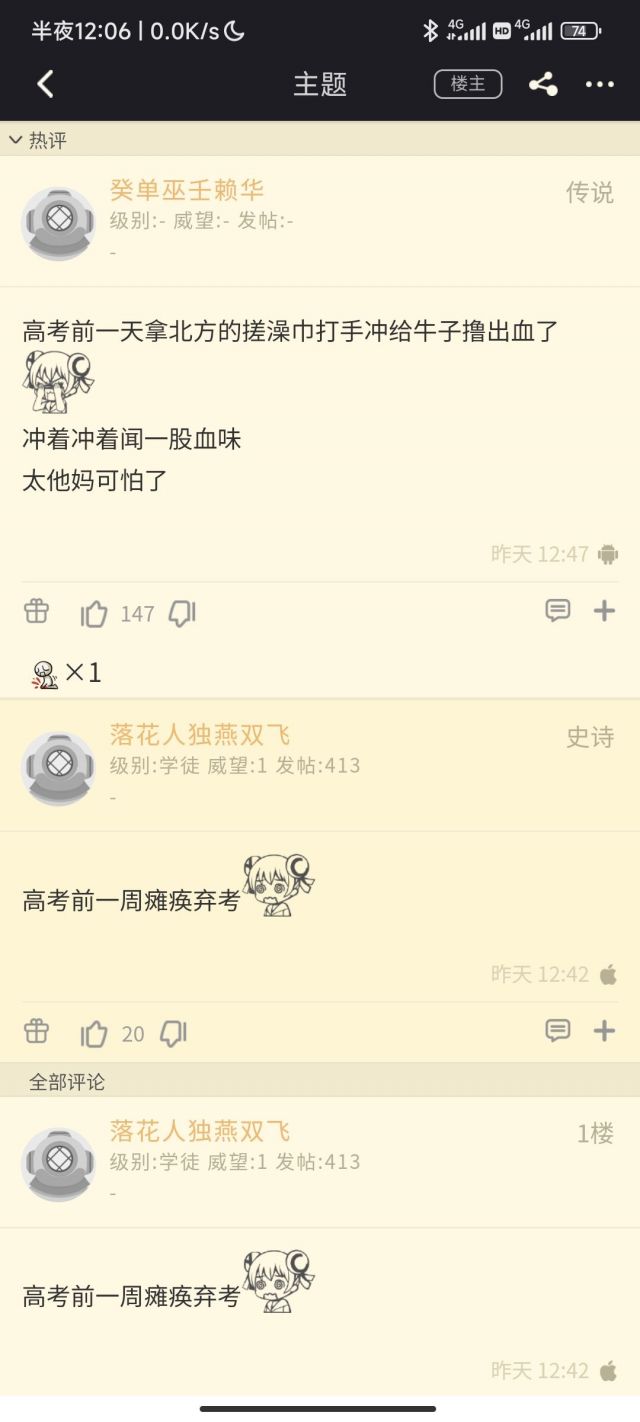 半夜12:06 | 0.0K/s
4G
HD
4G
74
主题
楼主
热评
癸单巫壬赖华
传说
级别:- 威望:- 发帖:-
-
高考前一天拿北方的搓澡巾打手冲给牛子撸出血了
冲着冲着闻一股血味
太他妈可怕了
昨天 12:47
147
×1
落花人独燕双飞
史诗
级别:学徒 威望:1 发帖:413
-
高考前一周瘫痪弃考
昨天 12:42
20
全部评论
落花人独燕双飞
1楼
级别:学徒 威望:1 发帖:413
-
高考前一周瘫痪弃考
昨天 12:42